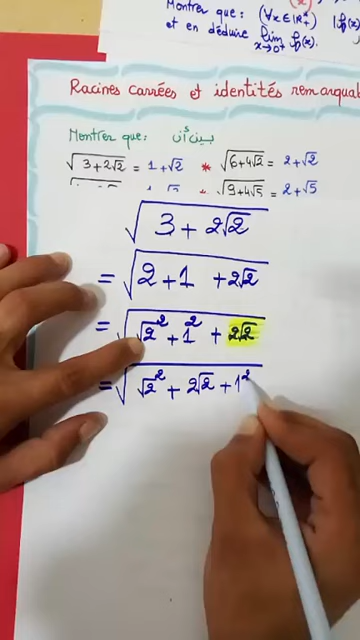 Montrer que: (∀x∈ℝ*₊) |f(x)
et en déduire lim f(x).
x→0⁺
Racines carrées et identités remarquab
Montrer que: بين أن
√(3+2√2) = 1+√2 * √(6+4√2) = 2+√2
* √(9+4√5) = 2+√5
√(3 + 2√2)
= √(2+1 +2√2)
= √(√2² + 1² + 2√2)
= √(√2² + 2√2 + 1²)